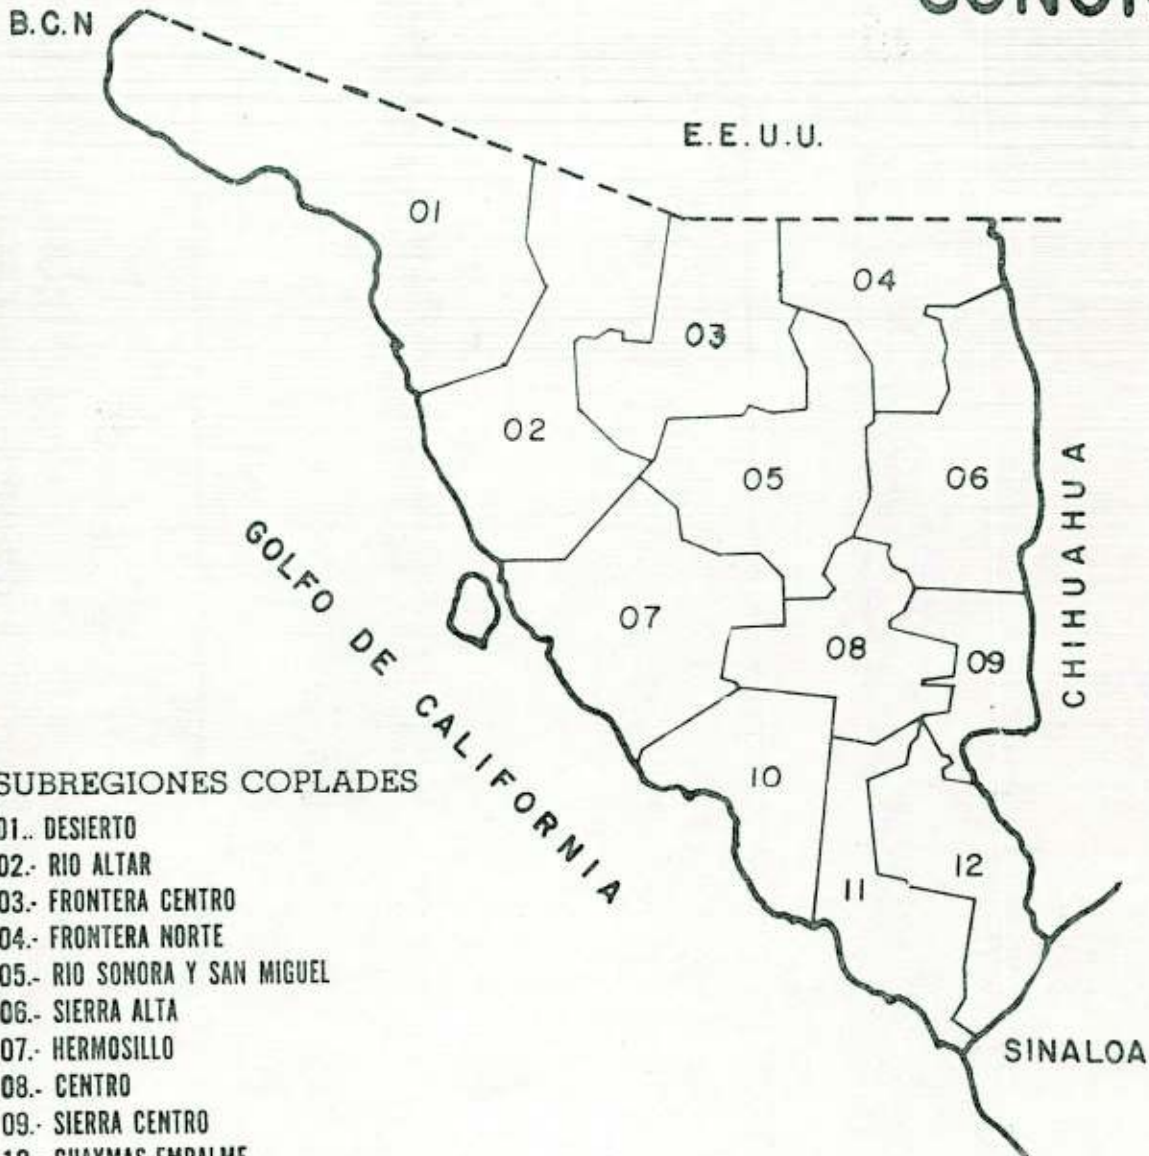 B.C.N
E.E.U.U.
01
04
03
02
05
06
GOLFO DE CALIFORNIA
CHIHUAHUA
07
08
09
10
12
11
SINALOA
SUBREGIONES COPLADES
01.. DESIERTO
02.- RIO ALTAR
03.- FRONTERA CENTRO
04.- FRONTERA NORTE
05.- RIO SONORA Y SAN MIGUEL
06.- SIERRA ALTA
07.- HERMOSILLO
08.- CENTRO
09.- SIERRA CENTRO